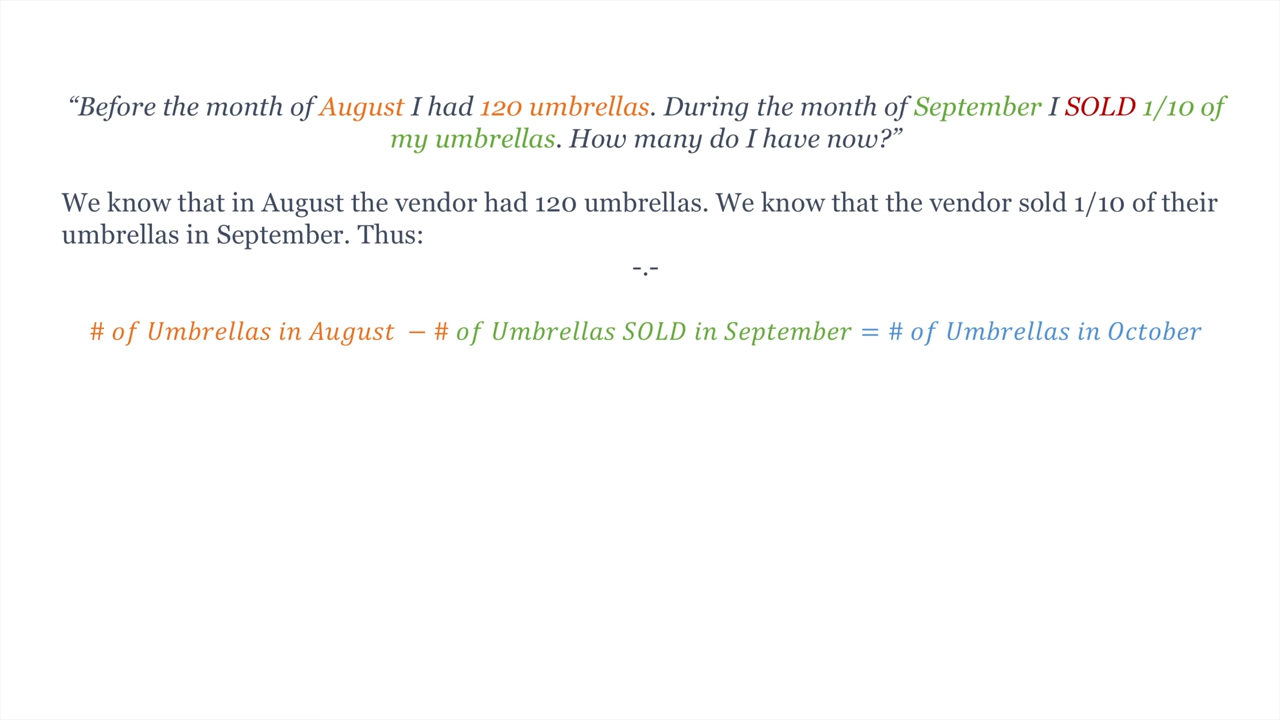 “Before the month of August I had 120 umbrellas. During the month of September I SOLD 1/10 of
my umbrellas. How many do I have now?”
We know that in August the vendor had 120 umbrellas. We know that the vendor sold 1/10 of their
umbrellas in September. Thus:
-.-
# of Umbrellas in August − # of Umbrellas SOLD in September = # of Umbrellas in October